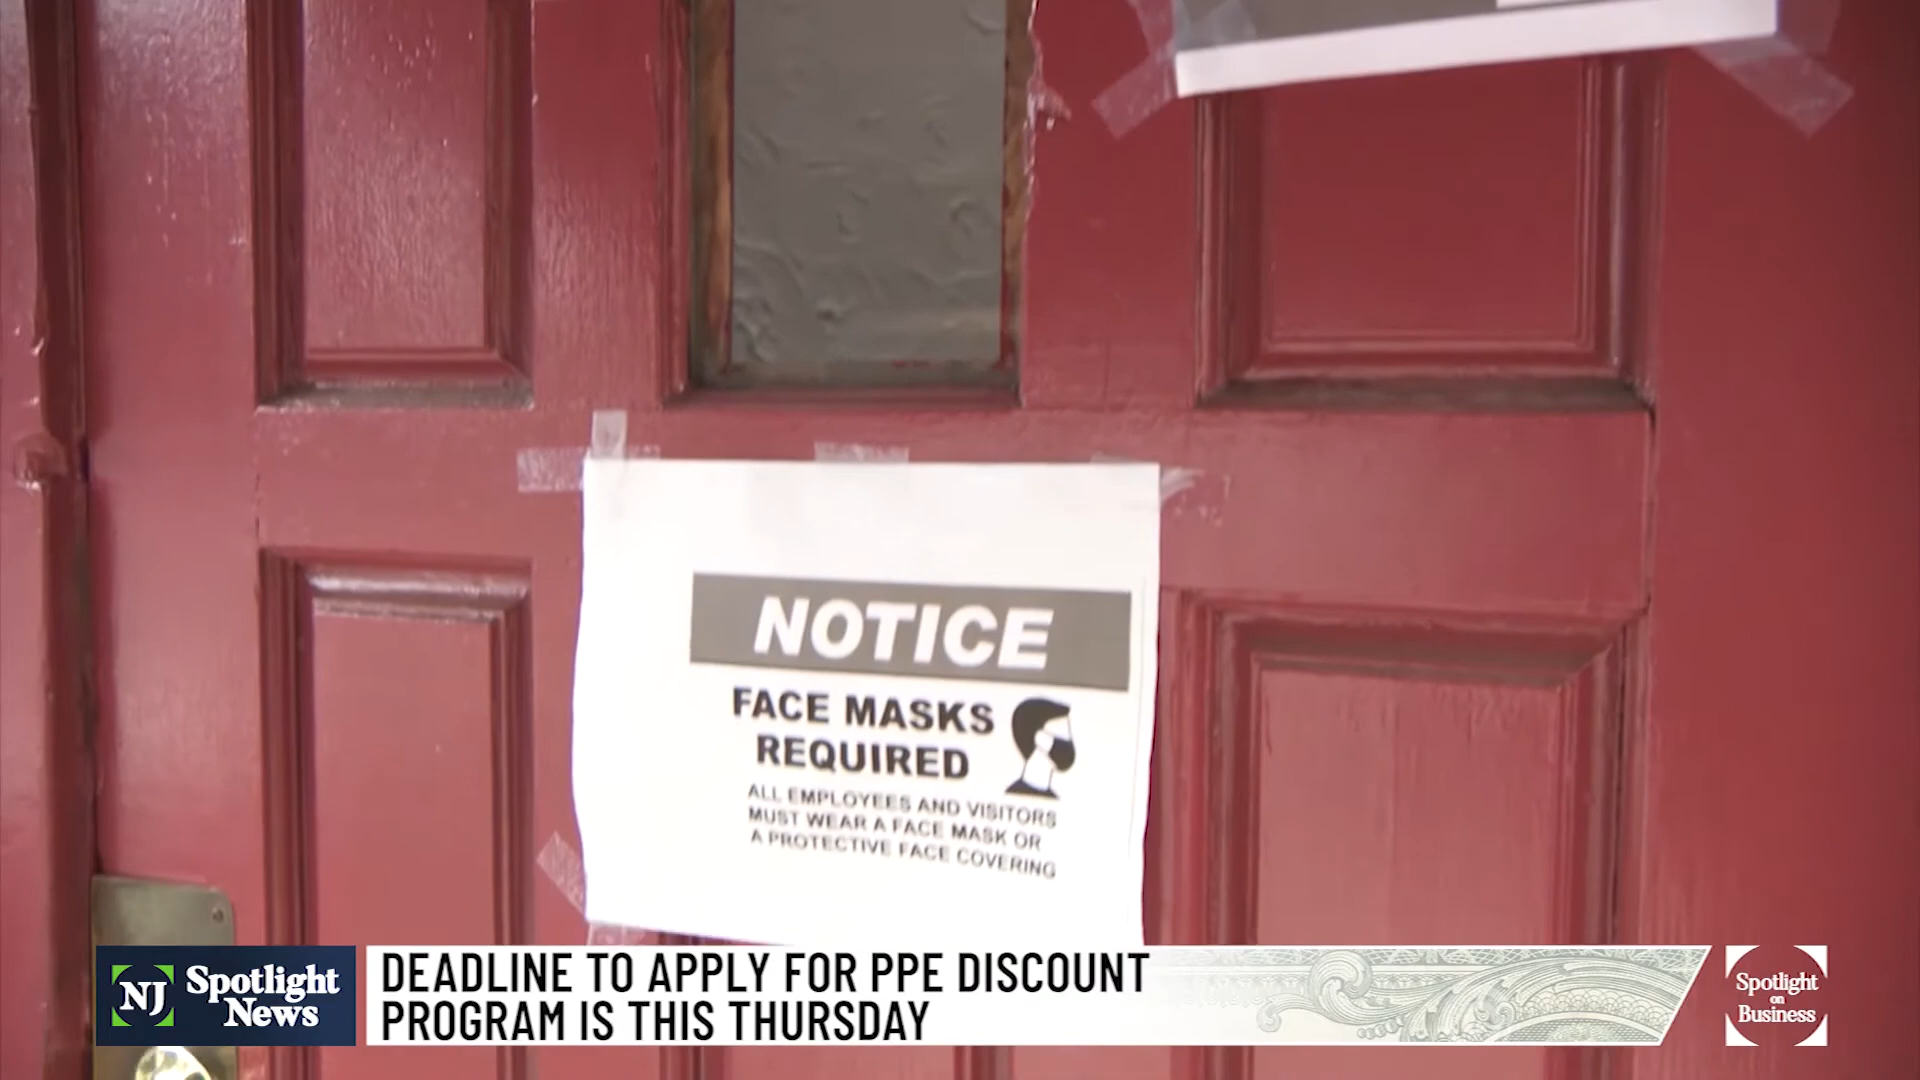 NOTICE
FACE MASKS
REQUIRED
ALL EMPLOYEES AND VISITORS
MUST WEAR A FACE MASK OR
A PROTECTIVE FACE COVERING
NJ Spotlight
News
DEADLINE TO APPLY FOR PPE DISCOUNT
PROGRAM IS THIS THURSDAY
Spotlight
on
Business